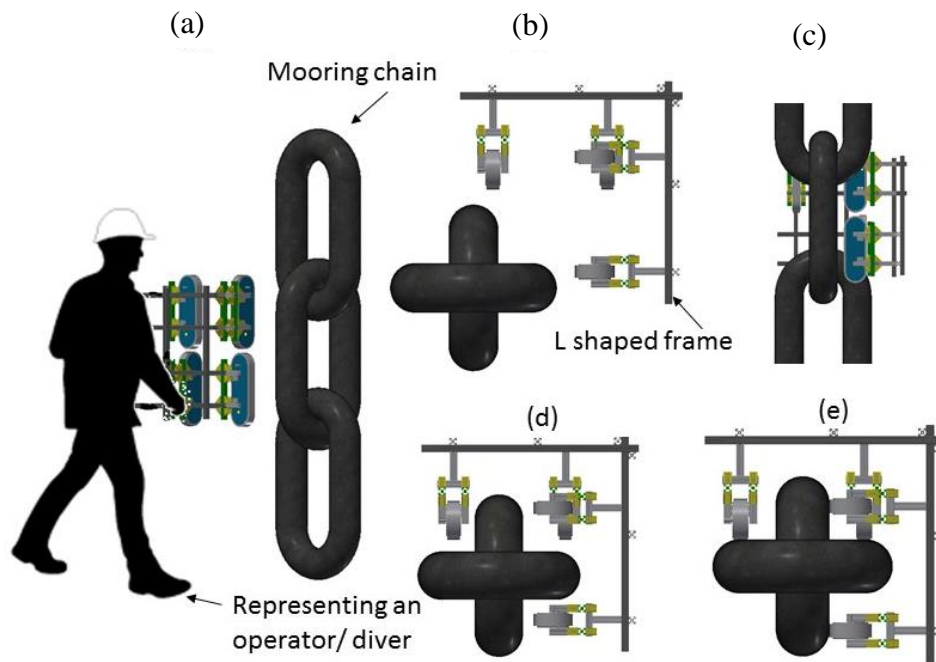 (a)
(b)
(c)
Mooring chain
L shaped frame
(d)
(e)
Representing an
operator/ diver